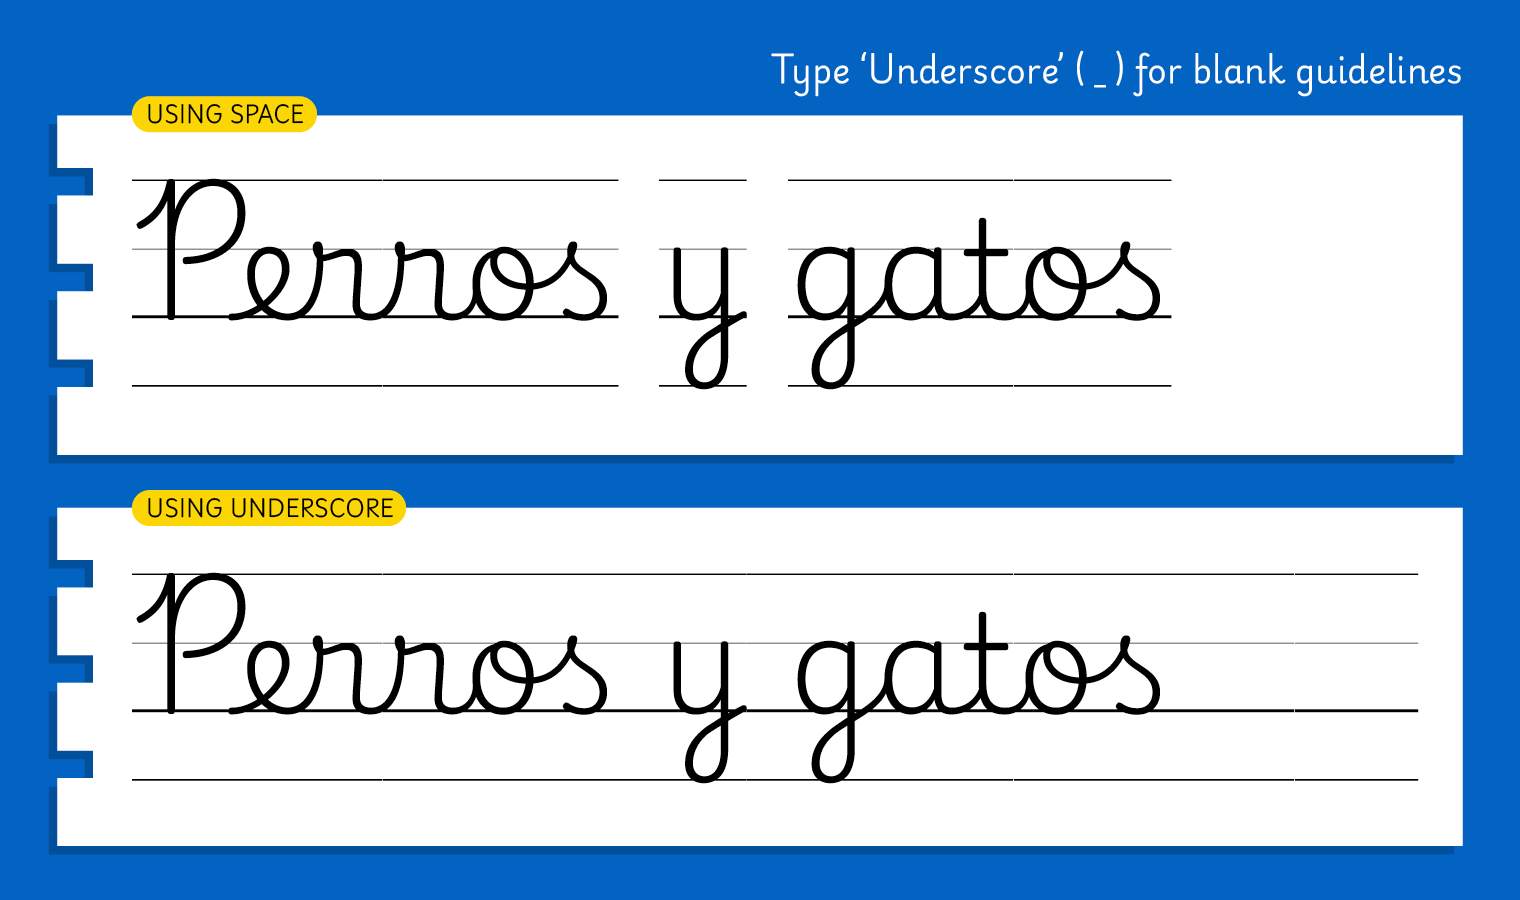 Type ‘Underscore’ ( _ ) for blank guidelines
USING SPACE
Perros y gatos
USING UNDERSCORE
Perros y gatos